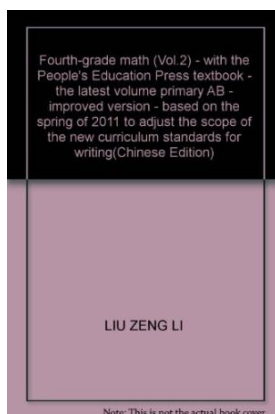 Fourth-grade math (Vol.2) - with the
People's Education Press textbook -
the latest volume primary AB -
improved version - based on the
spring of 2011 to adjust the scope of
the new curriculum standards for
writing(Chinese Edition)
LIU ZENG LI
Note: This is not the actual book cover